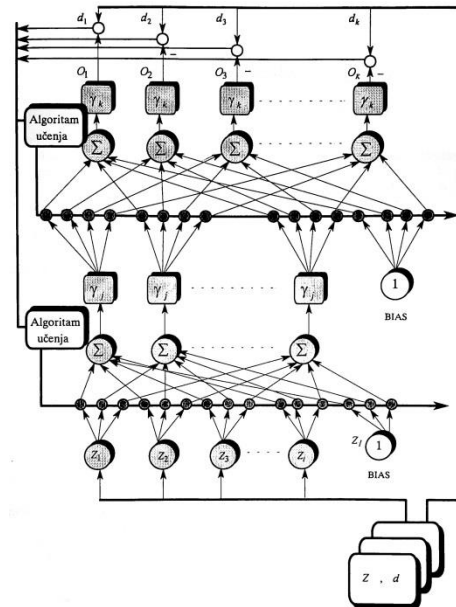 d₁ d₂ d₃ dₖ
− − − −
O₁ O₂ O₃ Oₖ
γₖ γₖ γₖ γₖ
Algoritam
učenja
Σ Σ Σ Σ
γⱼ γⱼ γⱼ 1
BIAS
Algoritam
učenja
Σ Σ Σ
Z₁ Z₂ Z₃ Zᵢ Z_I 1
BIAS
Z , d